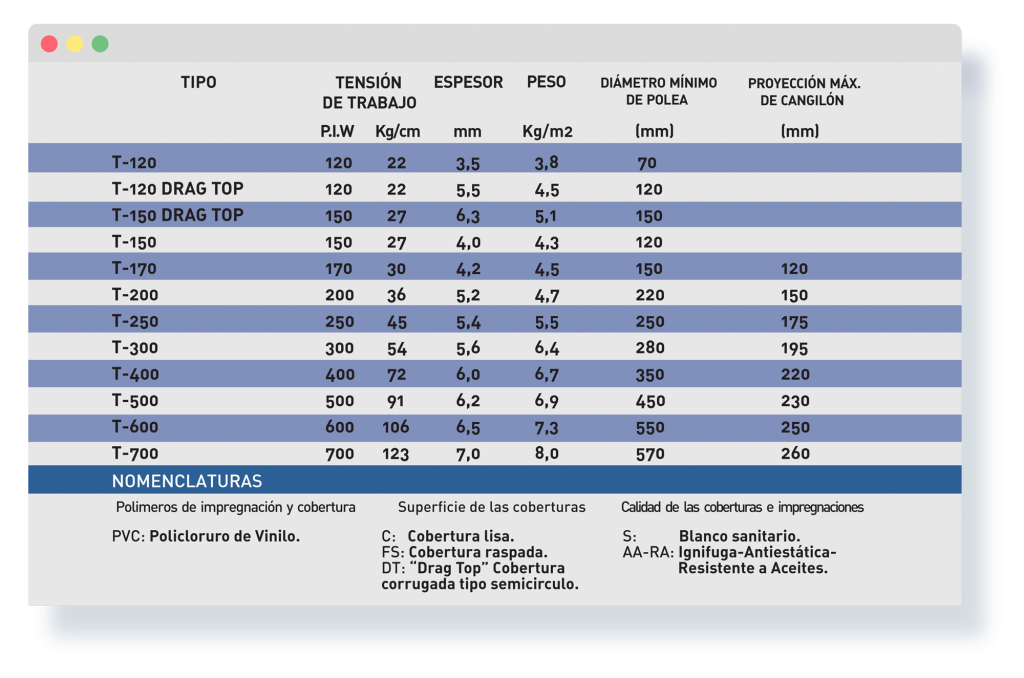 TIPO TENSIÓN ESPESOR PESO DIÁMETRO MÍNIMO PROYECCIÓN MÁX.
DE TRABAJO DE POLEA DE CANGILÓN
P.I.W Kg/cm mm Kg/m2 (mm) (mm)
T-120 120 22 3,5 3,8 70
T-120 DRAG TOP 120 22 5,5 4,5 120
T-150 DRAG TOP 150 27 6,3 5,1 150
T-150 150 27 4,0 4,3 120
T-170 170 30 4,2 4,5 150 120
T-200 200 36 5,2 4,7 220 150
T-250 250 45 5,4 5,5 250 175
T-300 300 54 5,6 6,4 280 195
T-400 400 72 6,0 6,7 350 220
T-500 500 91 6,2 6,9 450 230
T-600 600 106 6,5 7,3 550 250
T-700 700 123 7,0 8,0 570 260
NOMENCLATURAS
Polimeros de impregnación y cobertura Superficie de las coberturas Calidad de las coberturas e impregnaciones
PVC: Policloruro de Vinilo. C: Cobertura lisa. S: Blanco sanitario.
FS: Cobertura raspada. AA-RA: Ignifuga-Antiestática-
DT: “Drag Top” Cobertura Resistente a Aceites.
corrugada tipo semicirculo.